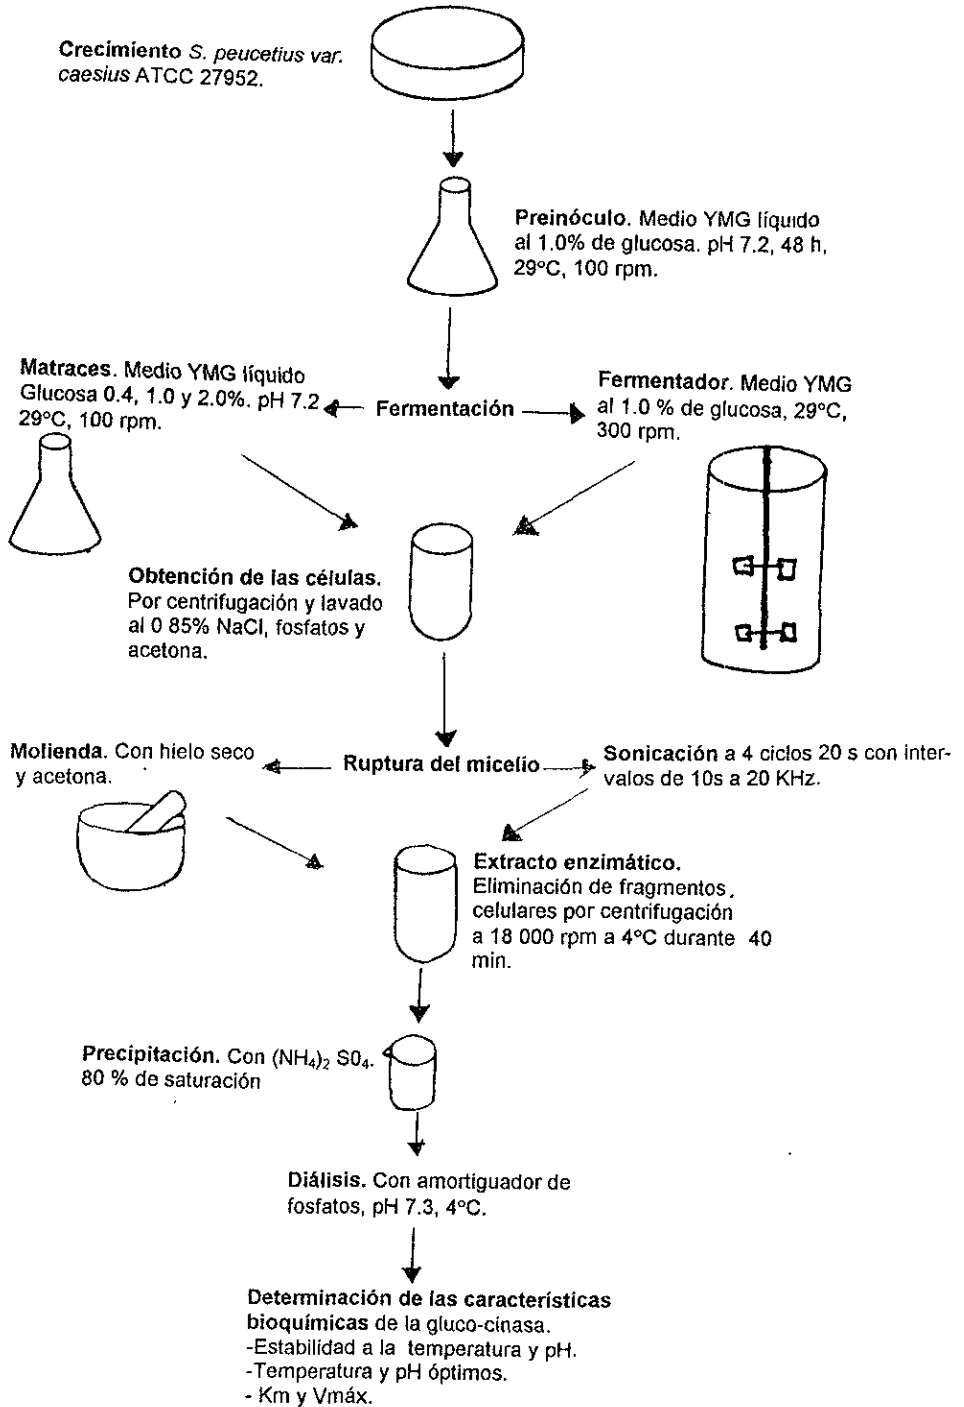 Crecimiento S. peucetius var.
caesius ATCC 27952.
Preinóculo. Medio YMG líquido
al 1.0% de glucosa. pH 7.2, 48 h,
29ºC, 100 rpm.
Matraces. Medio YMG líquido
Glucosa 0.4, 1.0 y 2.0%. pH 7.2
29ºC, 100 rpm.
Fermentación
Fermentador. Medio YMG
al 1.0 % de glucosa, 29ºC,
300 rpm.
Obtención de las células.
Por centrifugación y lavado
al 0 85% NaCl, fosfatos y
acetona.
Molienda. Con hielo seco
y acetona.
Ruptura del micelio
Sonicación a 4 ciclos 20 s con inter-
valos de 10s a 20 KHz.
Extracto enzimático.
Eliminación de fragmentos
celulares por centrifugación
a 18 000 rpm a 4ºC durante 40
min.
Precipitación. Con (NH₄)₂ S0₄.
80 % de saturación
Diálisis. Con amortiguador de
fosfatos, pH 7.3, 4ºC.
Determinación de las características
bioquímicas de la gluco-cinasa.
-Estabilidad a la temperatura y pH.
-Temperatura y pH óptimos.
- Km y Vmáx.